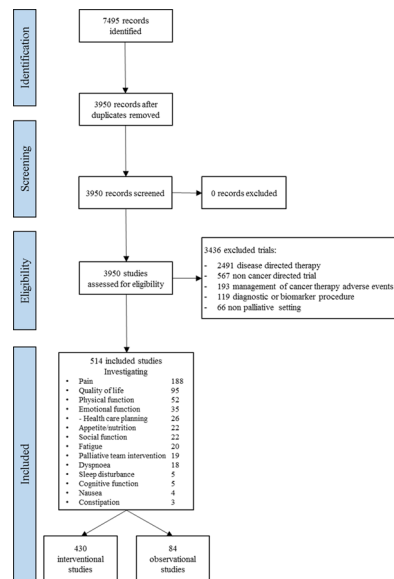 Identification
7495 records
identified
3950 records after
duplicates removed
Screening
3950 records screened
0 records excluded
Eligibility
3950 studies
assessed for eligibility
3436 excluded trials:
- 2491 disease directed therapy
- 567 non cancer directed trial
- 193 management of cancer therapy adverse events
- 119 diagnostic or biomarker procedure
- 66 non palliative setting
Included
514 included studies
Investigating
• Pain 188
• Quality of life 95
• Physical function 52
• Emotional function 35
• - Health care planning 26
• Appetite/nutrition 22
• Social function 22
• Fatigue 20
• Palliative team intervention 19
• Dyspnoea 18
• Sleep disturbance 5
• Cognitive function 5
• Nausea 4
• Constipation 3
430
interventional
studies
84
observational
studies